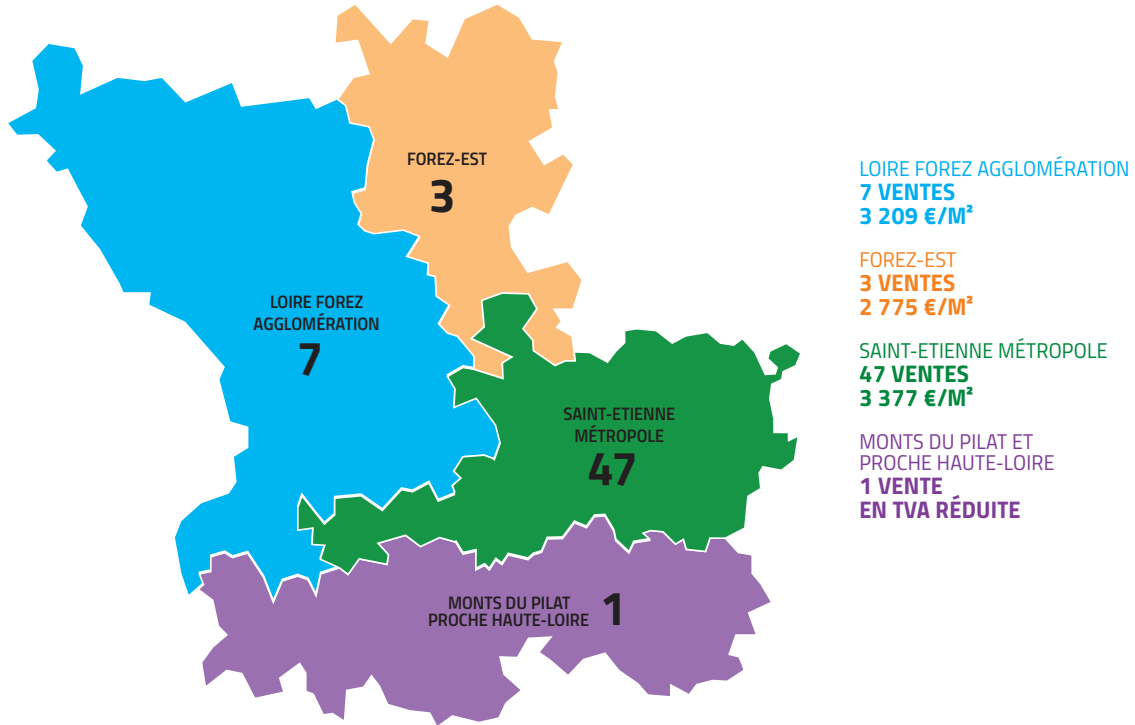 FOREZ-EST
3
LOIRE FOREZ
AGGLOMÉRATION
7
SAINT-ETIENNE
MÉTROPOLE
47
MONTS DU PILAT
PROCHE HAUTE-LOIRE
1
LOIRE FOREZ AGGLOMÉRATION
7 VENTES
3 209 €/M²
FOREZ-EST
3 VENTES
2 775 €/M²
SAINT-ETIENNE MÉTROPOLE
47 VENTES
3 377 €/M²
MONTS DU PILAT ET
PROCHE HAUTE-LOIRE
1 VENTE
EN TVA RÉDUITE